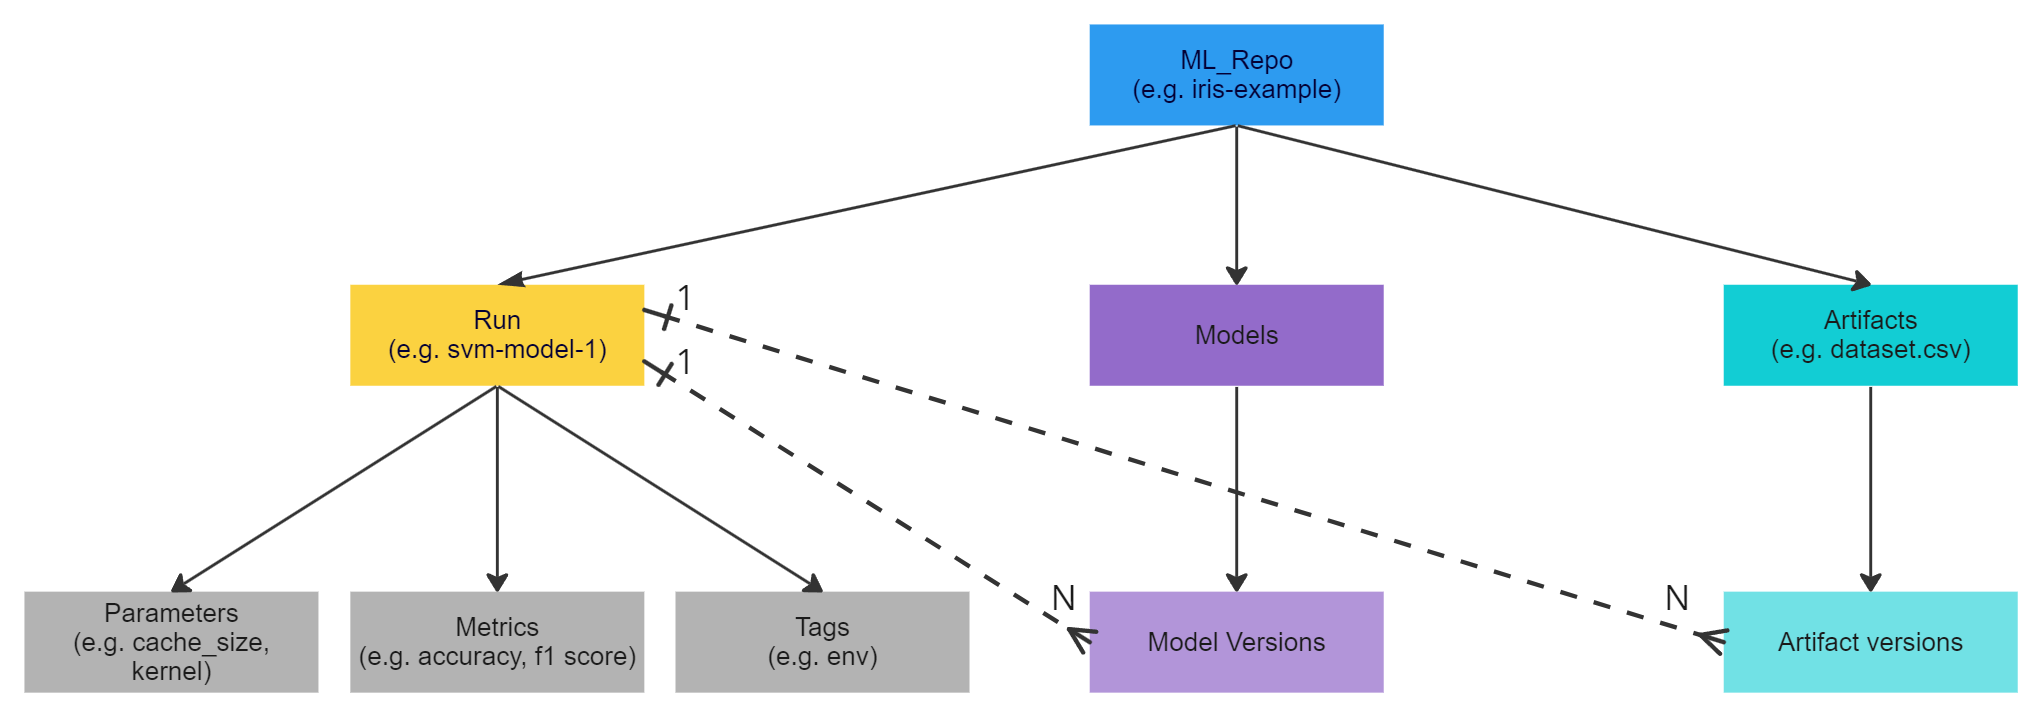 ML_Repo
(e.g. iris-example)
Run
(e.g. svm-model-1)
1
1
Models
Artifacts
(e.g. dataset.csv)
Parameters
(e.g. cache_size,
kernel)
Metrics
(e.g. accuracy, f1 score)
Tags
(e.g. env)
N
Model Versions
N
Artifact versions